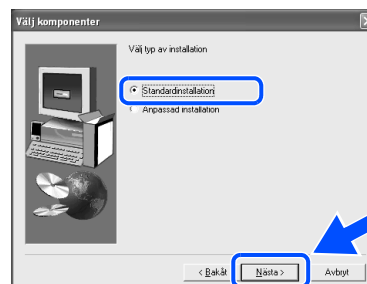 Välj komponenter
Välj typ av installation
Standardinstallation
Anpassad installation
< Bakåt
Nästa >
Avbryt